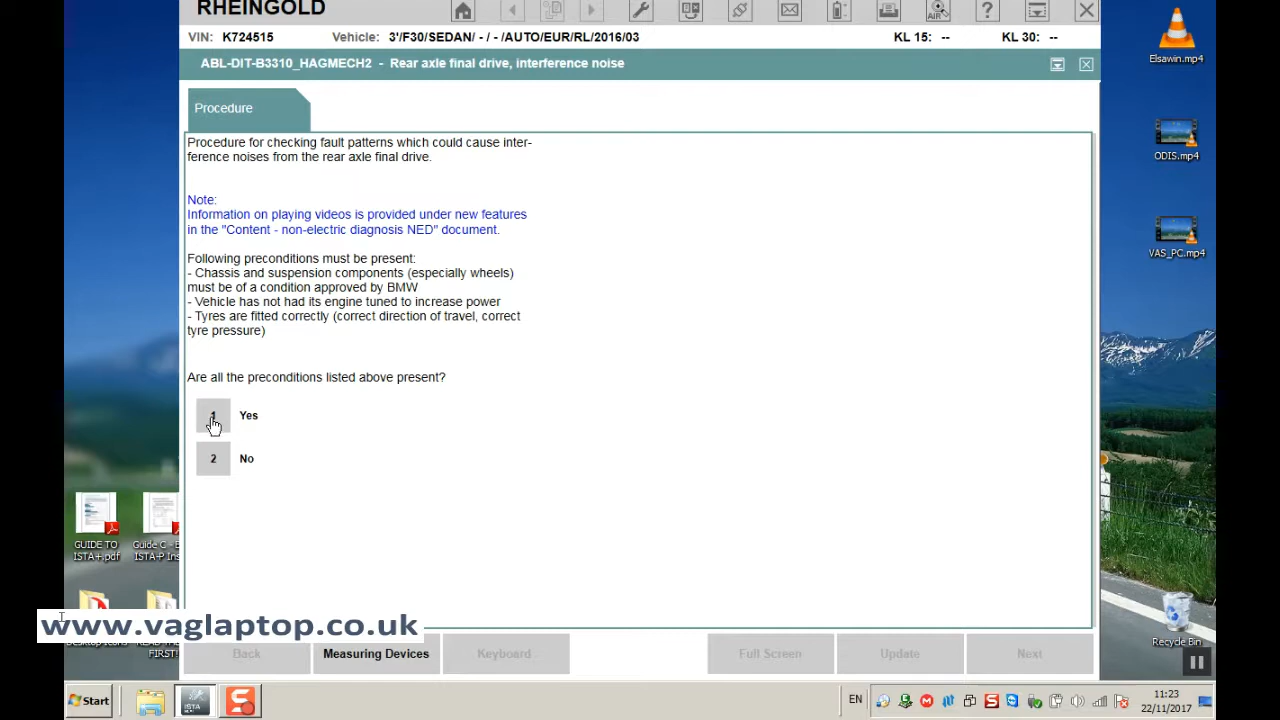 RHEINGOLD
VIN: K724515 Vehicle: 3'/F30/SEDAN/ - / - /AUTO/EUR/RL/2016/03 KL 15: -- KL 30: --
ABL-DIT-B3310_HAGMECH2 - Rear axle final drive, interference noise
Procedure
Procedure for checking fault patterns which could cause inter-
ference noises from the rear axle final drive.
Note:
Information on playing videos is provided under new features
in the "Content - non-electric diagnosis NED" document.
Following preconditions must be present:
- Chassis and suspension components (especially wheels)
must be of a condition approved by BMW
- Vehicle has not had its engine tuned to increase power
- Tyres are fitted correctly (correct direction of travel, correct
tyre pressure)
Are all the preconditions listed above present?
1 Yes
2 No
Back Measuring Devices Keyboard Full Screen Update Next
AIR
Elsawin.mp4
ODIS.mp4
VAS_PC.mp4
Recycle Bin
GUIDE TO
ISTA+.pdf
Guide C -
ISTA-P Ins
FIRST!
www.vaglaptop.co.uk
Start
ISTA
EN
11:23
22/11/2017